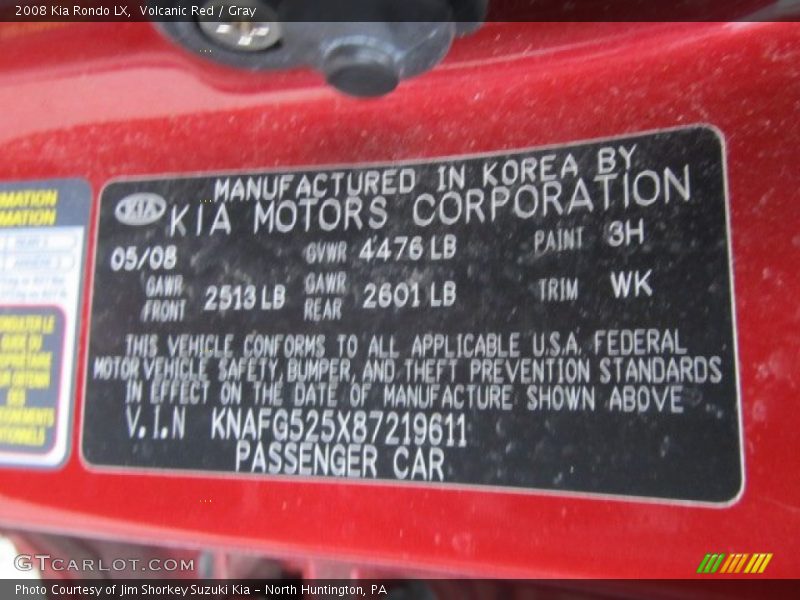 2008 Kia Rondo LX, Volcanic Red / Gray
MANUFACTURED IN KOREA BY
KIA KIA MOTORS CORPORATION
05/08 GVWR 4476 LB PAINT 3H
GAWR FRONT 2513 LB GAWR REAR 2601 LB TRIM WK
THIS VEHICLE CONFORMS TO ALL APPLICABLE U.S.A. FEDERAL
MOTOR VEHICLE SAFETY, BUMPER, AND THEFT PREVENTION STANDARDS
IN EFFECT ON THE DATE OF MANUFACTURE SHOWN ABOVE
V.I.N KNAFG525X87219611
PASSENGER CAR
MATION
MATION
GTCARLOT.COM
Photo Courtesy of Jim Shorkey Suzuki Kia - North Huntington, PA